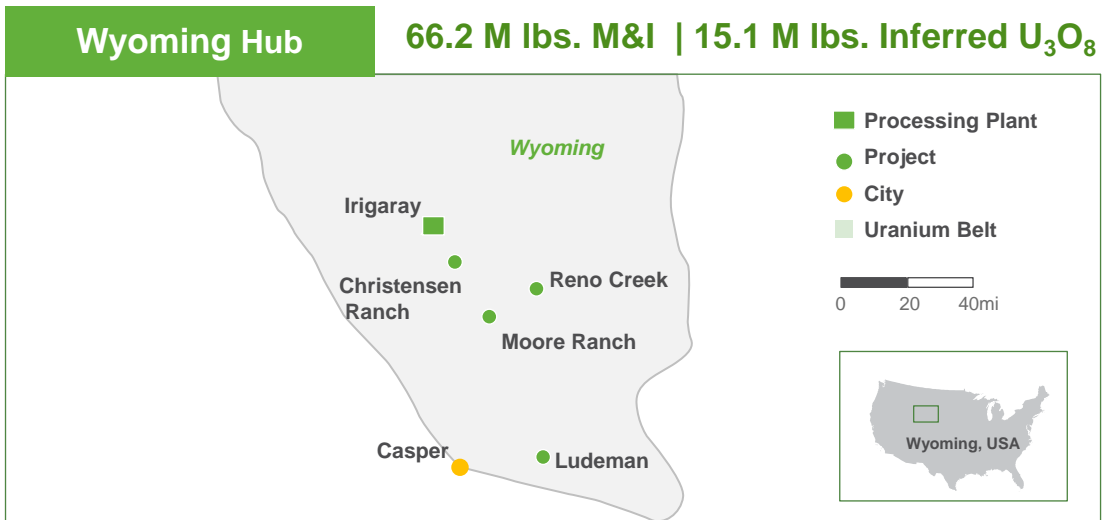 Wyoming Hub
66.2 M lbs. M&I | 15.1 M lbs. Inferred U₃O₈
Wyoming
Irigaray
Christensen
Ranch
Reno Creek
Moore Ranch
Casper
Ludeman
Processing Plant
Project
City
Uranium Belt
0 20 40mi
Wyoming, USA